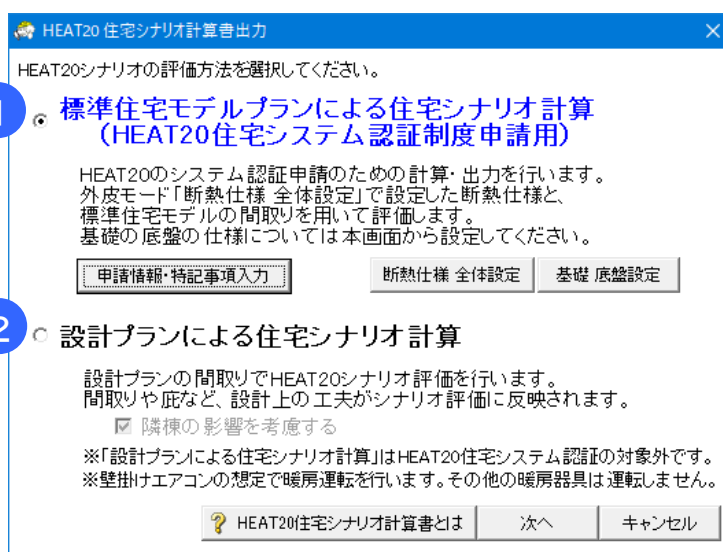 HEAT20 住宅シナリオ計算書出力
HEAT20シナリオの評価方法を選択してください。
1
標準住宅モデルプランによる住宅シナリオ計算
（HEAT20住宅システム認証制度申請用）
HEAT20のシステム認証申請のための計算・出力を行います。
外皮モード「断熱仕様 全体設定」で設定した断熱仕様と、
標準住宅モデルの間取りを用いて評価します。
基礎の底盤の仕様については本画面から設定してください。
申請情報・特記事項入力 断熱仕様 全体設定 基礎 底盤設定
2
設計プランによる住宅シナリオ計算
設計プランの間取りでHEAT20シナリオ評価を行います。
間取りや庇など、設計上の工夫がシナリオ評価に反映されます。
隣棟の影響を考慮する
※「設計プランによる住宅シナリオ計算」はHEAT20住宅システム認証の対象外です。
※壁掛けエアコンの想定で暖房運転を行います。その他の暖房器具は運転しません。
HEAT20住宅シナリオ計算書とは 次へ キャンセル